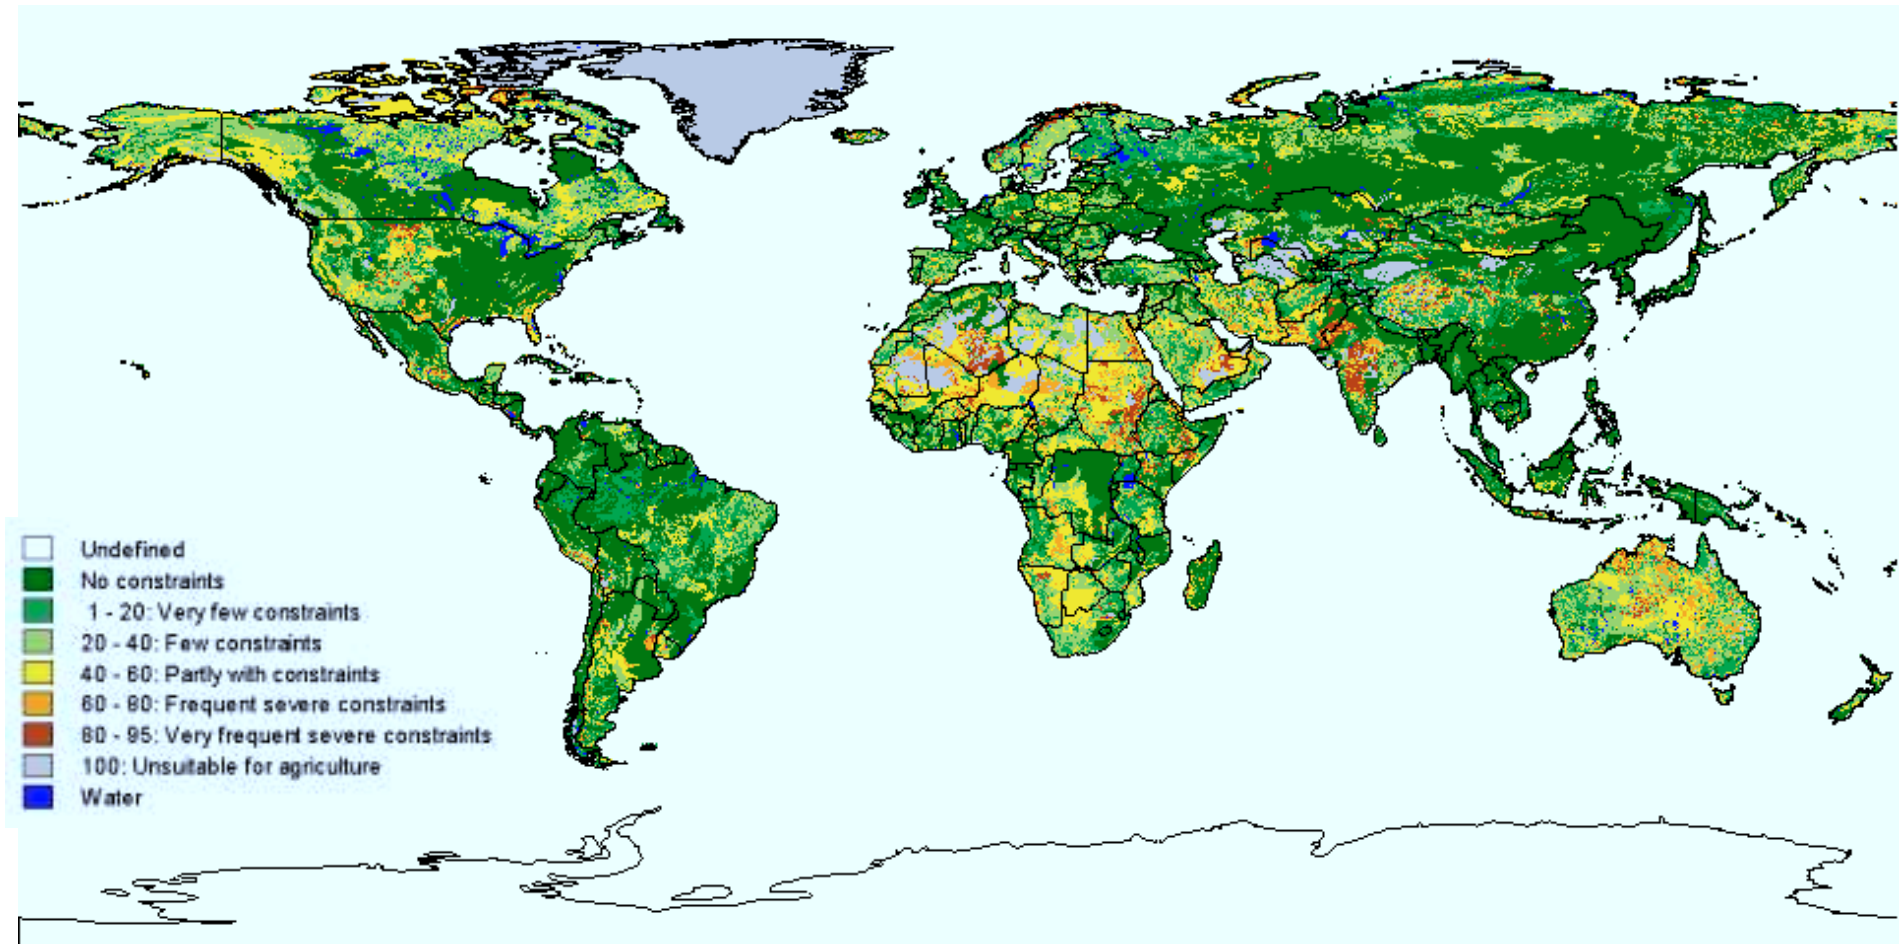 Undefined
No constraints
1 - 20: Very few constraints
20 - 40: Few constraints
40 - 60: Partly with constraints
60 - 80: Frequent severe constraints
80 - 95: Very frequent severe constraints
100: Unsuitable for agriculture
Water